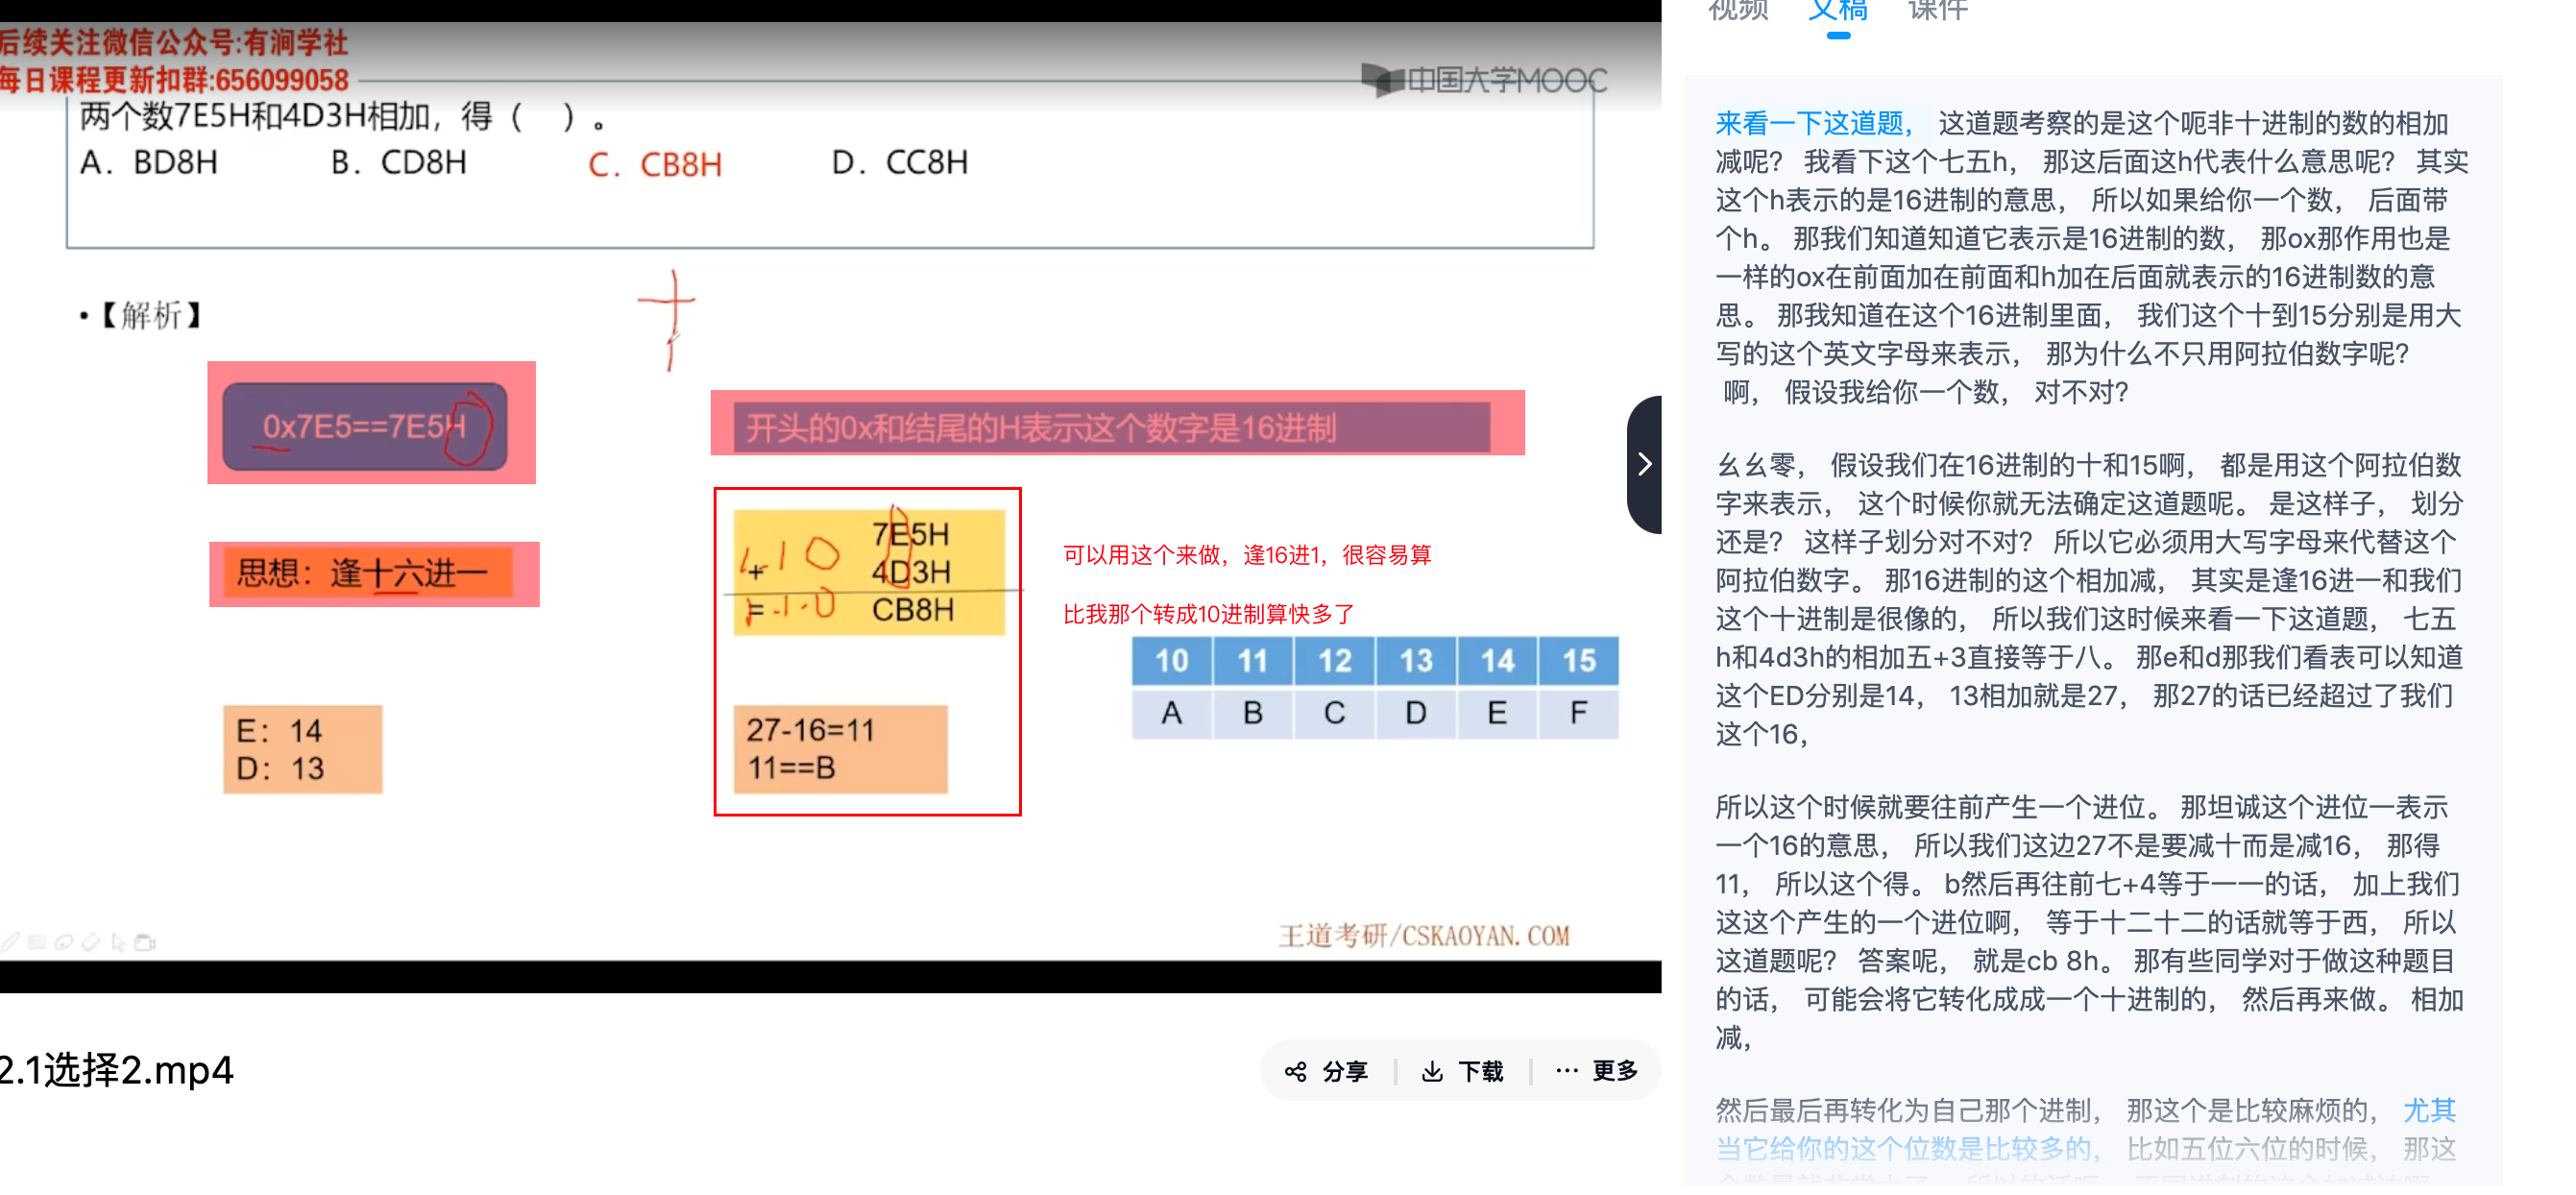 后续关注微信公众号:有涧学社
每日课程更新扣群:656099058
中国大学MOOC
两个数7E5H和4D3H相加，得（　）。
A. BD8H B. CD8H C. CB8H D. CC8H
•【解析】
0x7E5==7E5H
开头的0x和结尾的H表示这个数字是16进制
思想：逢十六进一
7E5H
+ 4D3H
= CB8H
可以用这个来做，逢16进1，很容易算
比我那个转成10进制算快多了
10 11 12 13 14 15
A B C D E F
E：14
D：13
27-16=11
11==B
王道考研/CSKAOYAN.COM
2.1选择2.mp4
分享 下载 更多
视频 文稿 课件
来看一下这道题， 这道题考察的是这个呃非十进制的数的相加
减呢？ 我看下这个七五h， 那这后面这h代表什么意思呢？ 其实
这个h表示的是16进制的意思， 所以如果给你一个数， 后面带
个h。 那我们知道知道它表示是16进制的数， 那ox那作用也是
一样的ox在前面加在前面和h加在后面就表示的16进制数的意
思。 那我知道在这个16进制里面， 我们这个十到15分别是用大
写的这个英文字母来表示， 那为什么不只用阿拉伯数字呢？
啊， 假设我给你一个数， 对不对？
幺幺零， 假设我们在16进制的十和15啊， 都是用这个阿拉伯数
字来表示， 这个时候你就无法确定这道题呢。 是这样子， 划分
还是？ 这样子划分对不对？ 所以它必须用大写字母来代替这个
阿拉伯数字。 那16进制的这个相加减， 其实是逢16进一和我们
这个十进制是很像的， 所以我们这时候来看一下这道题， 七五
h和4d3h的相加五+3直接等于八。 那e和d那我们看表可以知道
这个ED分别是14， 13相加就是27， 那27的话已经超过了我们
这个16，
所以这个时候就要往前产生一个进位。 那坦诚这个进位一表示
一个16的意思， 所以我们这边27不是要减十而是减16， 那得
11， 所以这个得。 b然后再往前七+4等于一一的话， 加上我们
这这个产生的一个进位啊， 等于十二十二的话就等于西， 所以
这道题呢？ 答案呢， 就是cb 8h。 那有些同学对于做这种题目
的话， 可能会将它转化成成一个十进制的， 然后再来做。 相加
减，
然后最后再转化为自己那个进制， 那这个是比较麻烦的， 尤其
当它给你的这个位数是比较多的， 比如五位六位的时候， 那这